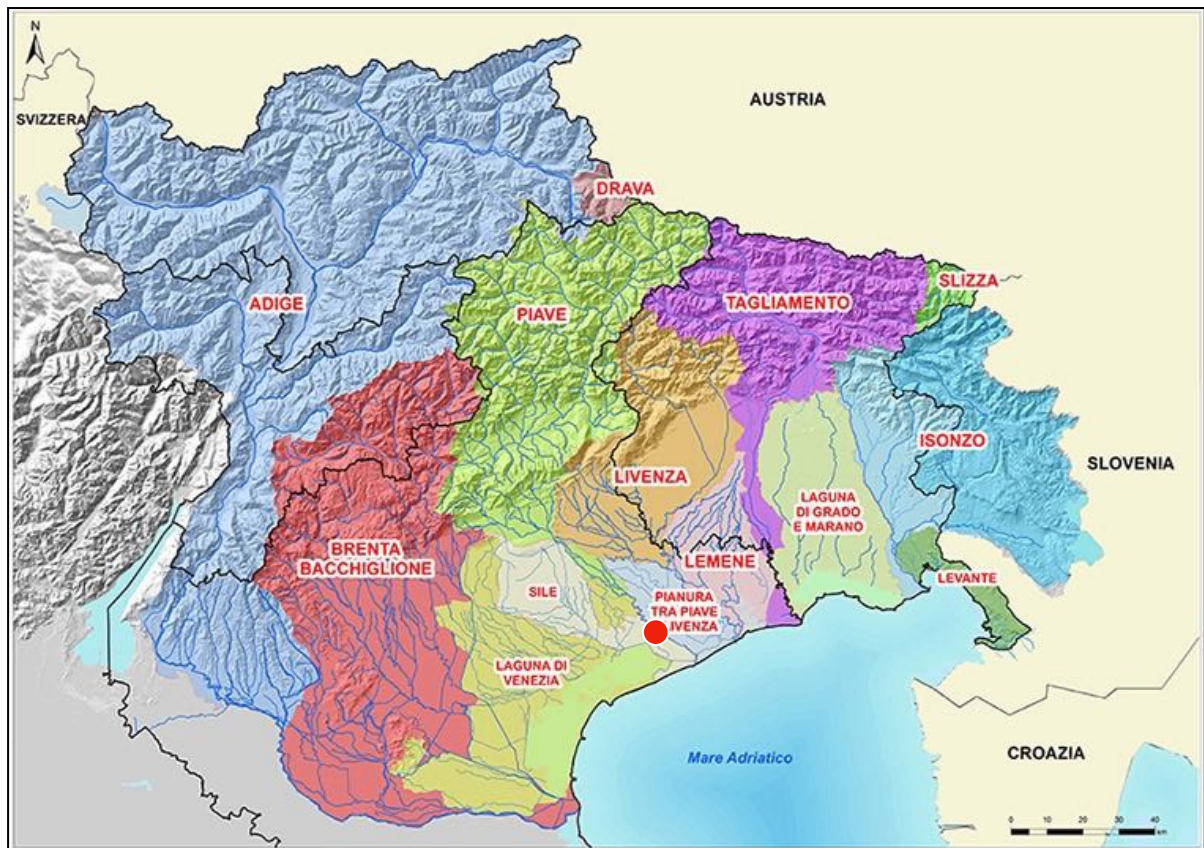 N
AUSTRIA
SVIZZERA
DRAVA
SLIZZA
ADIGE
PIAVE
TAGLIAMENTO
ISONZO
SLOVENIA
LIVENZA
LAGUNA
DI GRADO
E MARANO
BRENTA
BACCHIGLIONE
LEMENE
LEVANTE
SILE
PIANURA
TRA PIAVE
IVENZA
LAGUNA DI
VENEZIA
Mare Adriatico
CROAZIA
0 10 20 30 40
km